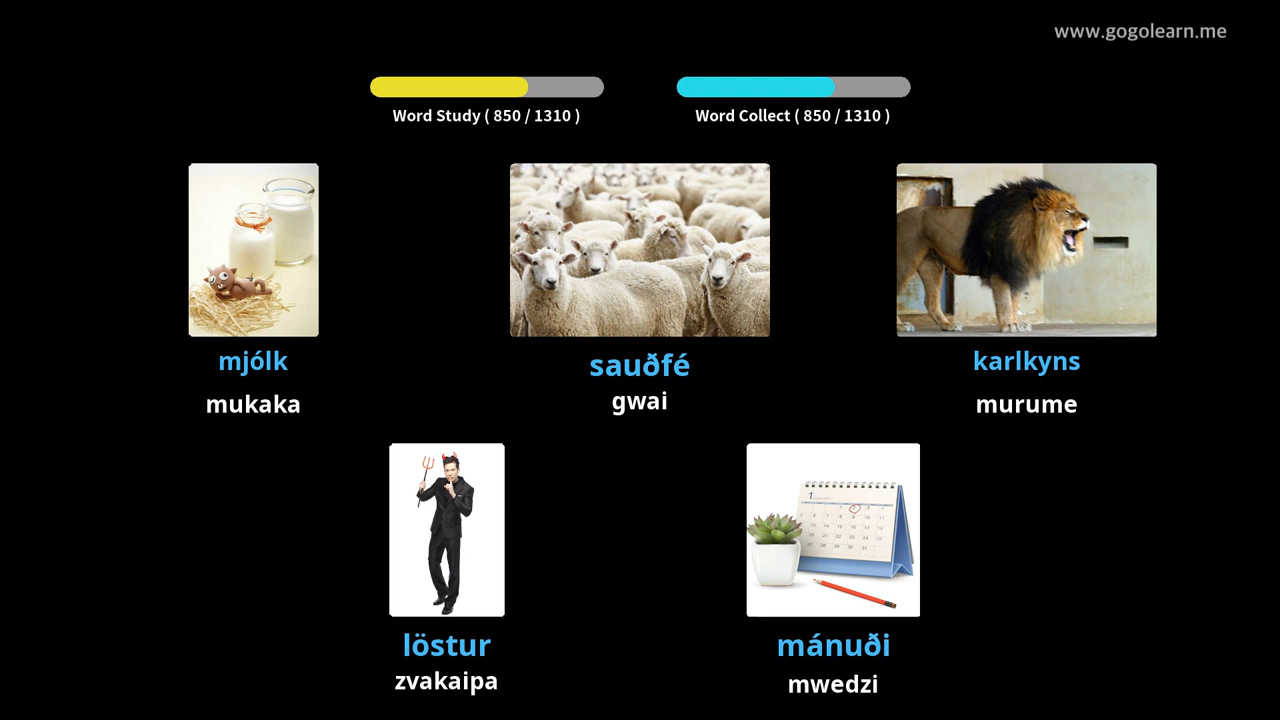 www.gogolearn.me
Word Study ( 850 / 1310 )
Word Collect ( 850 / 1310 )
mjólk
mukaka
sauðfé
gwai
karlkyns
murume
löstur
zvakaipa
mánuði
mwedzi